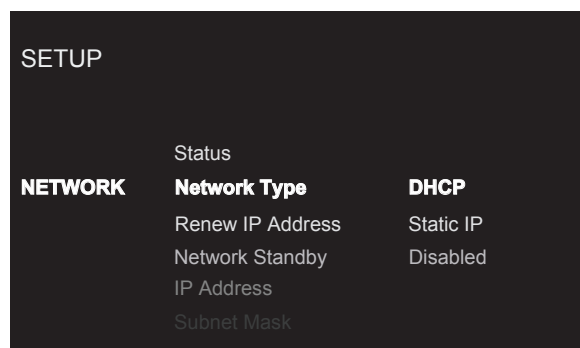 SETUP
Status
NETWORK Network Type DHCP
Renew IP Address Static IP
Network Standby Disabled
IP Address
Subnet Mask